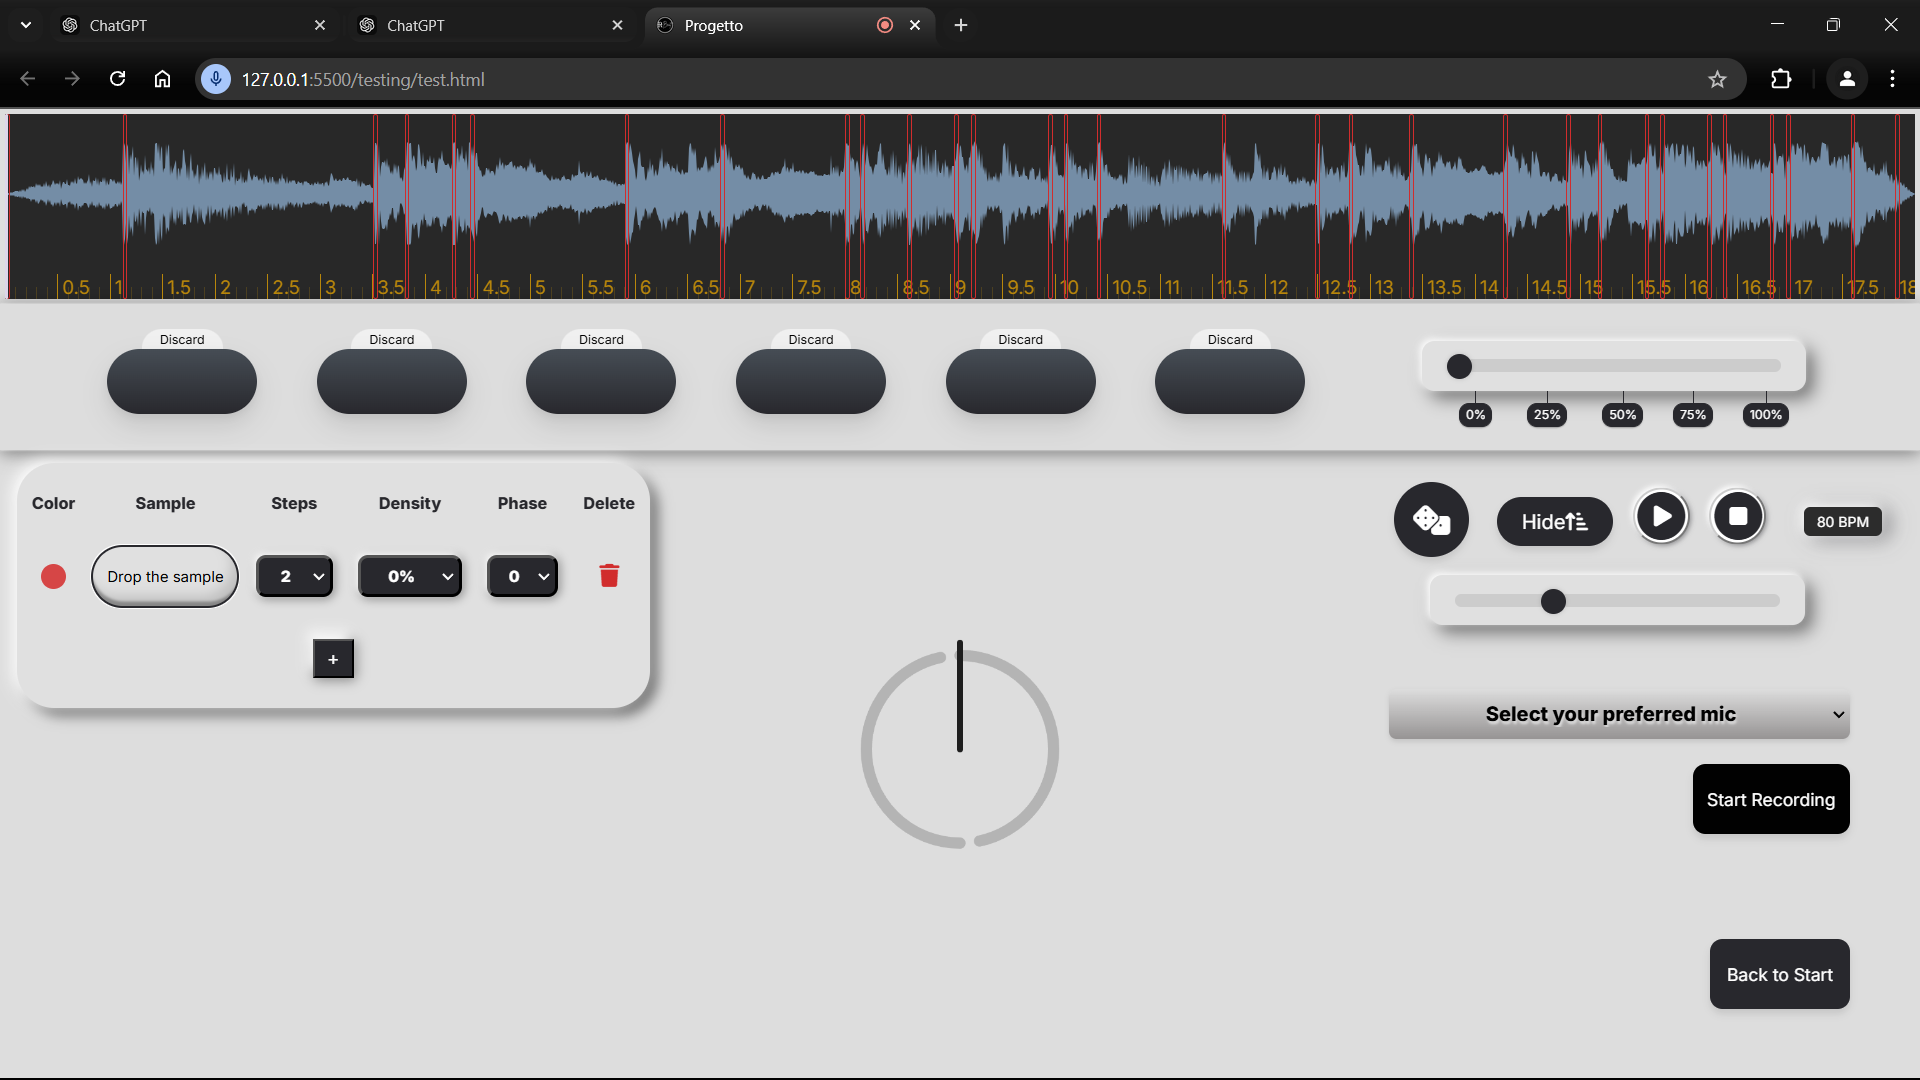 ChatGPT
ChatGPT
Progetto
127.0.0.1:5500/testing/test.html
0.5 1 1.5 2 2.5 3 3.5 4 4.5 5 5.5 6 6.5 7 7.5 8 8.5 9 9.5 10 10.5 11 11.5 12 12.5 13 13.5 14 14.5 15 15.5 16 16.5 17 17.5 18
Discard Discard Discard Discard Discard Discard
0% 25% 50% 75% 100%
Color Sample Steps Density Phase Delete
Drop the sample 2 0% 0
+
Hide
80 BPM
Select your preferred mic
Start Recording
Back to Start